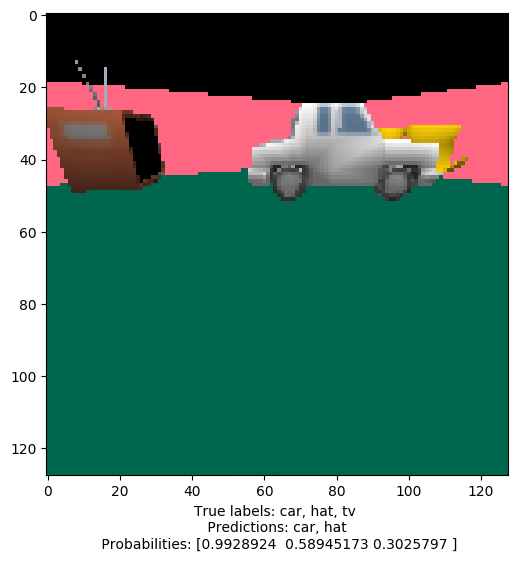 0
20
40
60
80
100
120
0 20 40 60 80 100 120
True labels: car, hat, tv
Predictions: car, hat
Probabilities: [0.9928924  0.58945173 0.3025797 ]